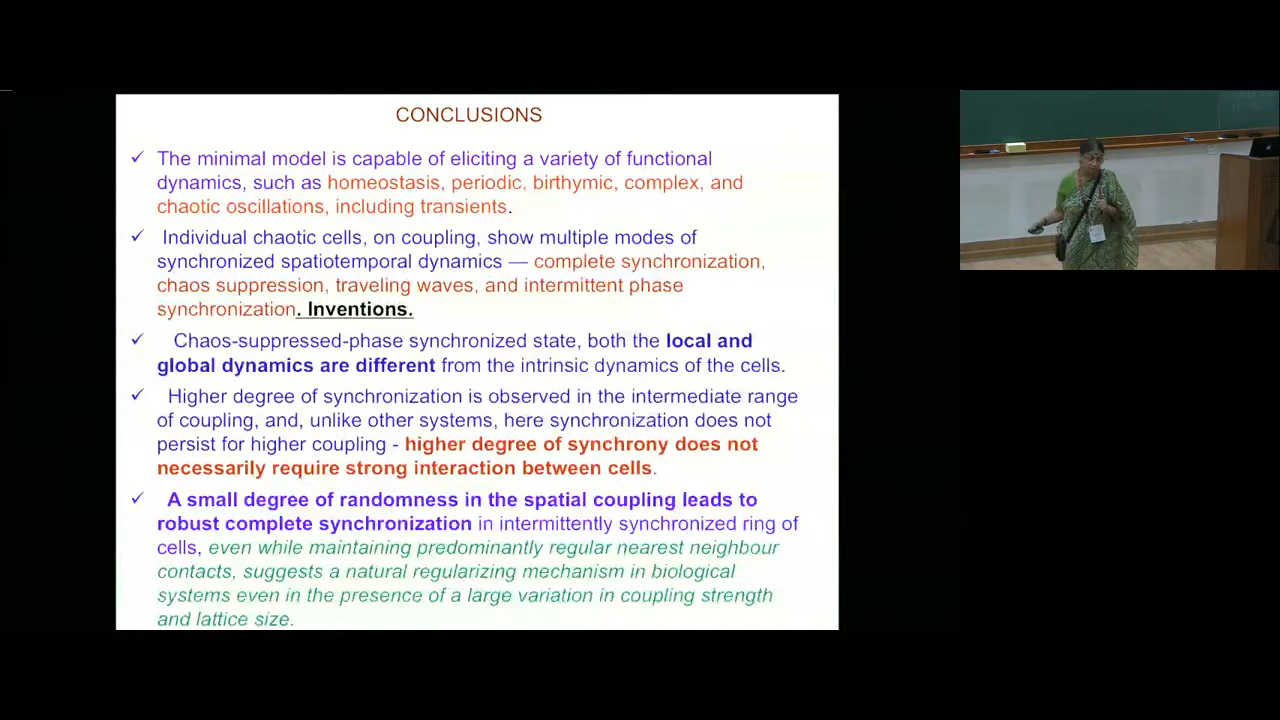 CONCLUSIONS
✓ The minimal model is capable of eliciting a variety of functional
dynamics, such as homeostasis, periodic, birthymic, complex, and
chaotic oscillations, including transients.
✓ Individual chaotic cells, on coupling, show multiple modes of
synchronized spatiotemporal dynamics — complete synchronization,
chaos suppression, traveling waves, and intermittent phase
synchronization. Inventions.
✓ Chaos-suppressed-phase synchronized state, both the local and
global dynamics are different from the intrinsic dynamics of the cells.
✓ Higher degree of synchronization is observed in the intermediate range
of coupling, and, unlike other systems, here synchronization does not
persist for higher coupling - higher degree of synchrony does not
necessarily require strong interaction between cells.
✓ A small degree of randomness in the spatial coupling leads to
robust complete synchronization in intermittently synchronized ring of
cells, even while maintaining predominantly regular nearest neighbour
contacts, suggests a natural regularizing mechanism in biological
systems even in the presence of a large variation in coupling strength
and lattice size.